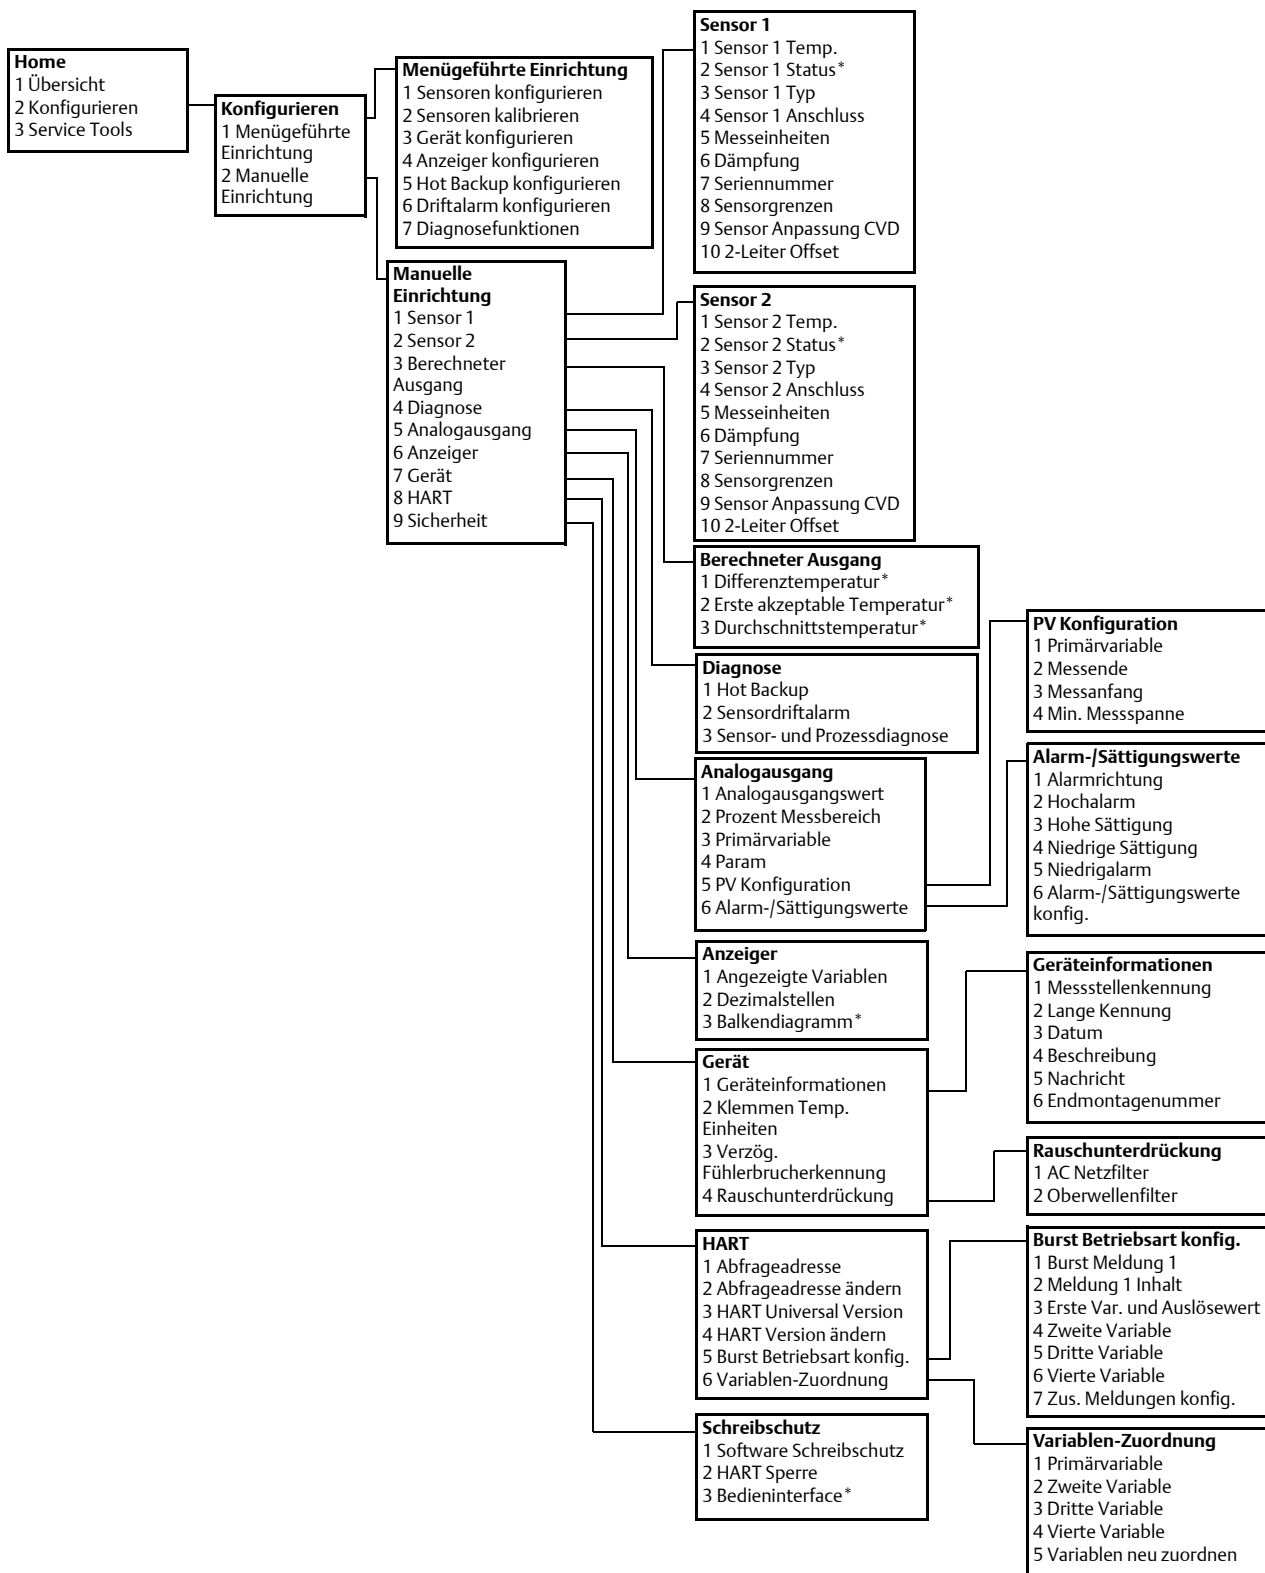 Home
1 Übersicht
2 Konfigurieren
3 Service Tools
Konfigurieren
1 Menügeführte
Einrichtung
2 Manuelle
Einrichtung
Menügeführte Einrichtung
1 Sensoren konfigurieren
2 Sensoren kalibrieren
3 Gerät konfigurieren
4 Anzeiger konfigurieren
5 Hot Backup konfigurieren
6 Driftalarm konfigurieren
7 Diagnosefunktionen
Manuelle
Einrichtung
1 Sensor 1
2 Sensor 2
3 Berechneter
Ausgang
4 Diagnose
5 Analogausgang
6 Anzeiger
7 Gerät
8 HART
9 Sicherheit
Sensor 1
1 Sensor 1 Temp.
2 Sensor 1 Status*
3 Sensor 1 Typ
4 Sensor 1 Anschluss
5 Messeinheiten
6 Dämpfung
7 Seriennummer
8 Sensorgrenzen
9 Sensor Anpassung CVD
10 2-Leiter Offset
Sensor 2
1 Sensor 2 Temp.
2 Sensor 2 Status*
3 Sensor 2 Typ
4 Sensor 2 Anschluss
5 Messeinheiten
6 Dämpfung
7 Seriennummer
8 Sensorgrenzen
9 Sensor Anpassung CVD
10 2-Leiter Offset
Berechneter Ausgang
1 Differenztemperatur*
2 Erste akzeptable Temperatur*
3 Durchschnittstemperatur*
Diagnose
1 Hot Backup
2 Sensordriftalarm
3 Sensor- und Prozessdiagnose
Analogausgang
1 Analogausgangswert
2 Prozent Messbereich
3 Primärvariable
4 Param
5 PV Konfiguration
6 Alarm-/Sättigungswerte
Anzeiger
1 Angezeigte Variablen
2 Dezimalstellen
3 Balkendiagramm*
Gerät
1 Geräteinformationen
2 Klemmen Temp.
Einheiten
3 Verzög.
Fühlerbrucherkennung
4 Rauschunterdrückung
HART
1 Abfrageadresse
2 Abfrageadresse ändern
3 HART Universal Version
4 HART Version ändern
5 Burst Betriebsart konfig.
6 Variablen-Zuordnung
Schreibschutz
1 Software Schreibschutz
2 HART Sperre
3 Bedieninterface*
PV Konfiguration
1 Primärvariable
2 Messende
3 Messanfang
4 Min. Messspanne
Alarm-/Sättigungswerte
1 Alarmrichtung
2 Hochalarm
3 Hohe Sättigung
4 Niedrige Sättigung
5 Niedrigalarm
6 Alarm-/Sättigungswerte
konfig.
Geräteinformationen
1 Messstellenkennung
2 Lange Kennung
3 Datum
4 Beschreibung
5 Nachricht
6 Endmontagenummer
Rauschunterdrückung
1 AC Netzfilter
2 Oberwellenfilter
Burst Betriebsart konfig.
1 Burst Meldung 1
2 Meldung 1 Inhalt
3 Erste Var. und Auslösewert
4 Zweite Variable
5 Dritte Variable
6 Vierte Variable
7 Zus. Meldungen konfig.
Variablen-Zuordnung
1 Primärvariable
2 Zweite Variable
3 Dritte Variable
4 Vierte Variable
5 Variablen neu zuordnen